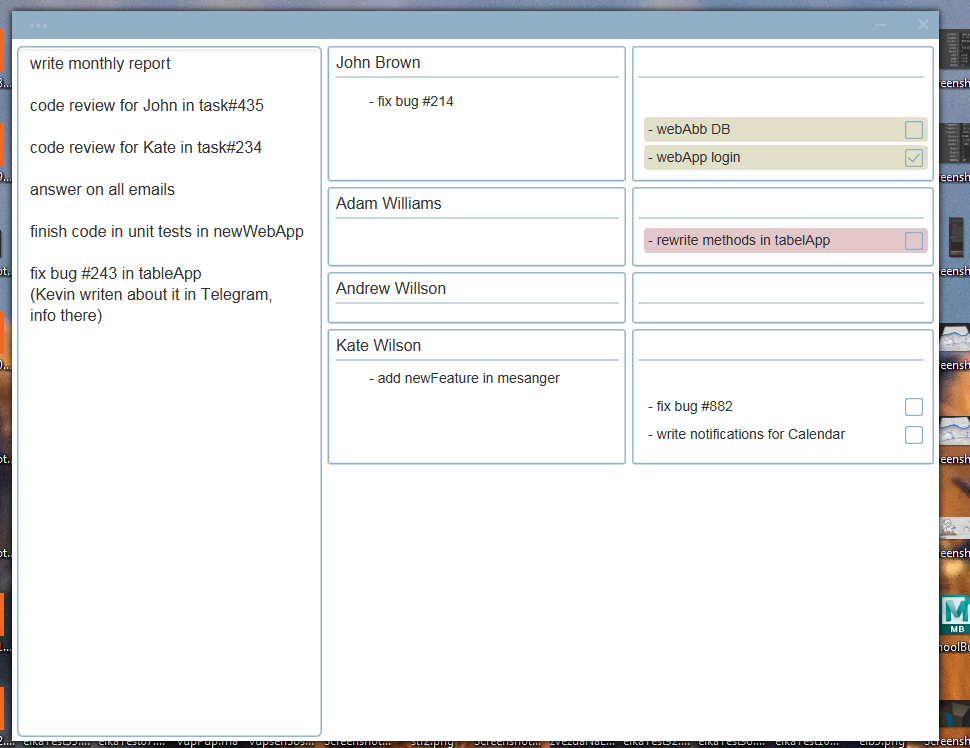 write monthly report
code review for John in task#435
code review for Kate in task#234
answer on all emails
finish code in unit tests in newWebApp
fix bug #243 in tableApp
(Kevin writen about it in Telegram,
info there)
John Brown
- fix bug #214
- webAbb DB
- webApp login
Adam Williams
- rewrite methods in tabelApp
Andrew Willson
Kate Wilson
- add newFeature in mesanger
- fix bug #882
- write notifications for Calendar
eensh
eensh
eensh
eensh
eensh
eensh
MB